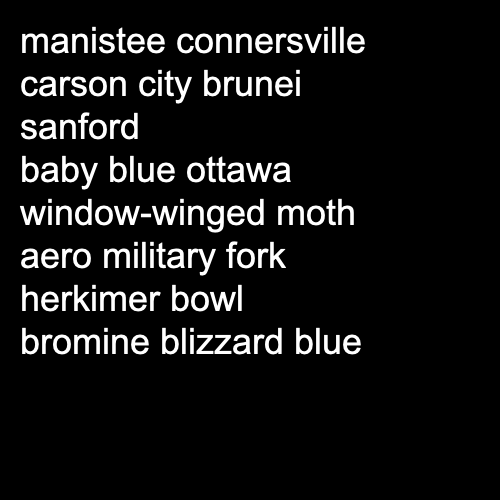 manistee connersville
carson city brunei
sanford
baby blue ottawa
window-winged moth
aero military fork
herkimer bowl
bromine blizzard blue